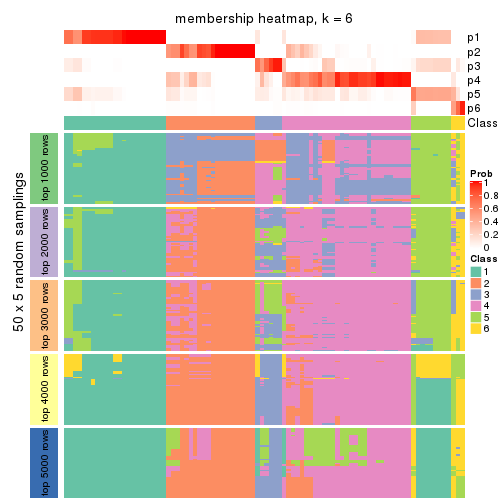 membership heatmap, k = 6
p1
p2
p3
p4
p5
p6
Class
50 x 5 random samplings
top 1000 rows
top 2000 rows
top 3000 rows
top 4000 rows
top 5000 rows
Prob
1
0.8
0.6
0.4
0.2
0
Class
1
2
3
4
5
6